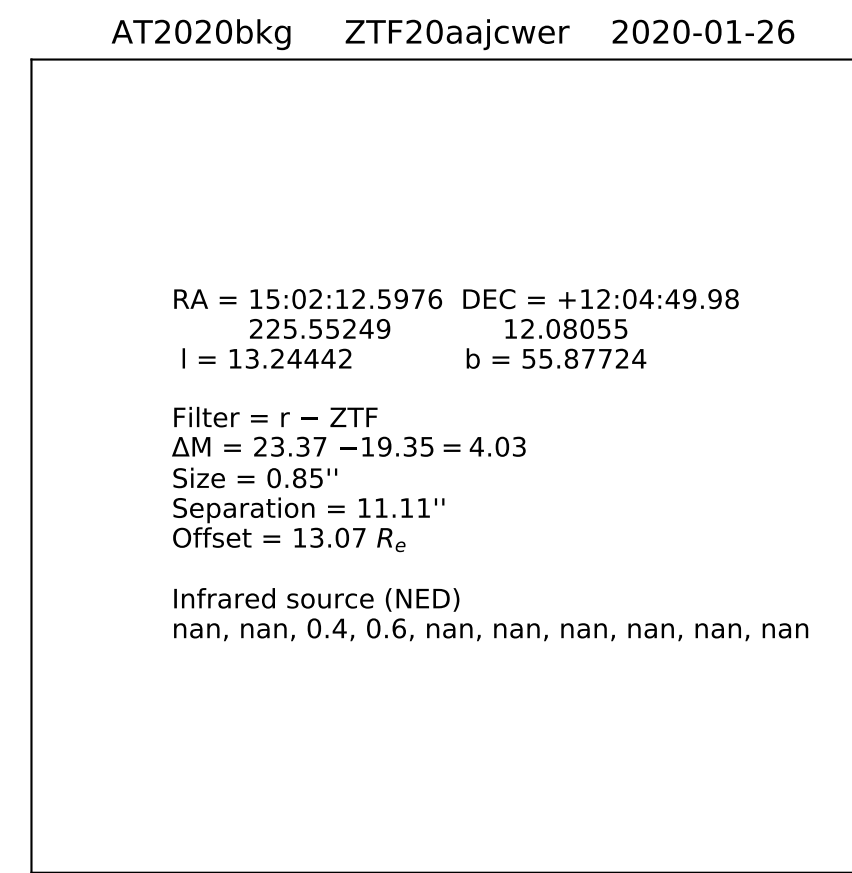 AT2020bkg ZTF20aajcwer 2020-01-26
RA = 15:02:12.5976 DEC = +12:04:49.98
225.55249 12.08055
l = 13.24442 b = 55.87724
Filter = r − ZTF
ΔM = 23.37 −19.35 = 4.03
Size = 0.85''
Separation = 11.11''
Offset = 13.07 Re
Infrared source (NED)
nan, nan, 0.4, 0.6, nan, nan, nan, nan, nan, nan